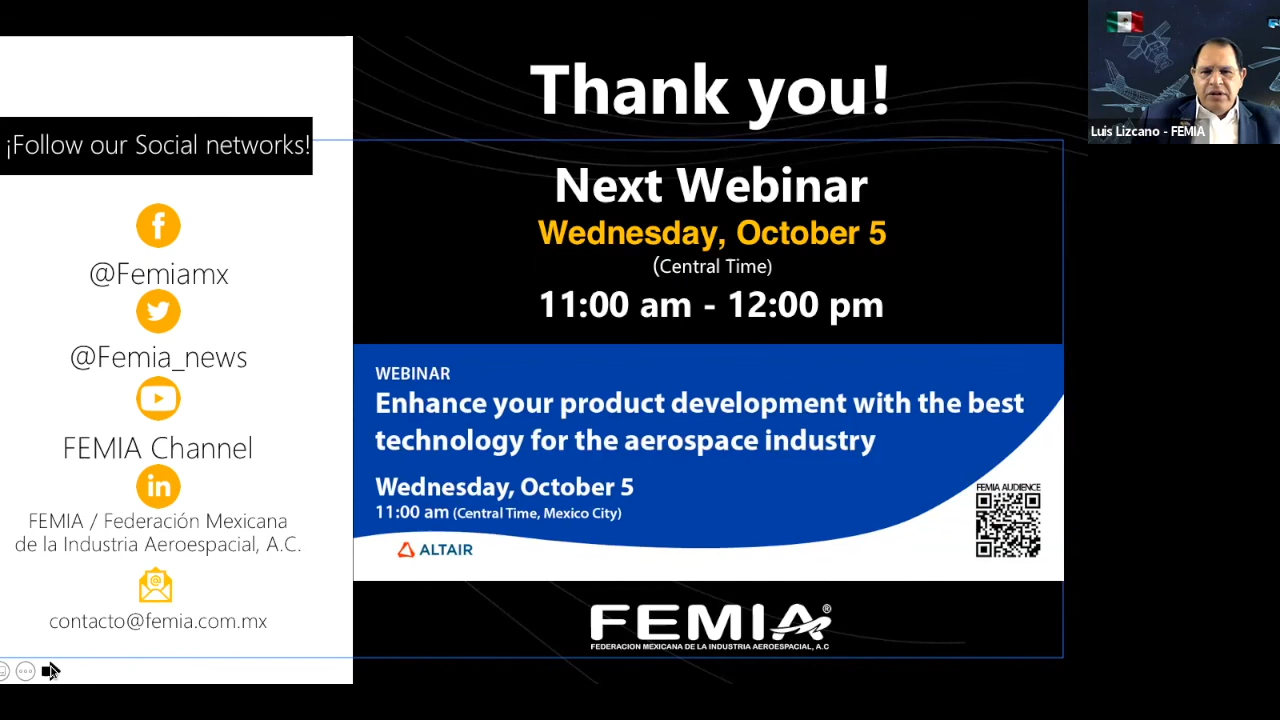 ¡Follow our Social networks!
@Femiamx
@Femia_news
FEMIA Channel
FEMIA / Federación Mexicana
de la Industria Aeroespacial, A.C.
contacto@femia.com.mx
Thank you!
Next Webinar
Wednesday, October 5
(Central Time)
11:00 am - 12:00 pm
WEBINAR
Enhance your product development with the best
technology for the aerospace industry
Wednesday, October 5
11:00 am (Central Time, Mexico City)
FEMIA AUDIENCE
ALTAIR
FEMIA®
FEDERACION MEXICANA DE LA INDUSTRIA AEROESPACIAL, A.C
Luis Lizcano - FEMIA